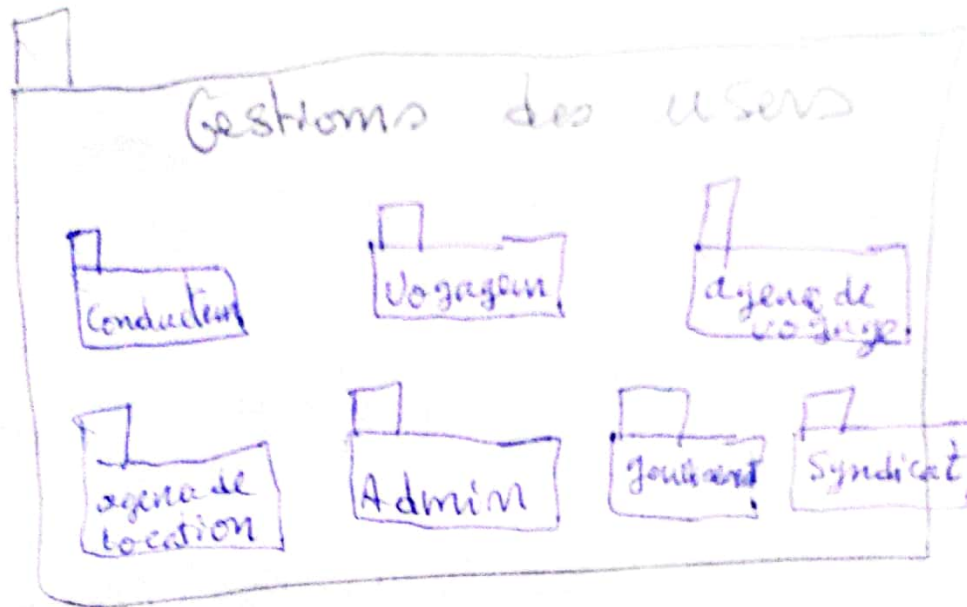 Gestions des users
Conducteur
Voyageur
agence de
voyage
agence de
location
Admin
Syndicat